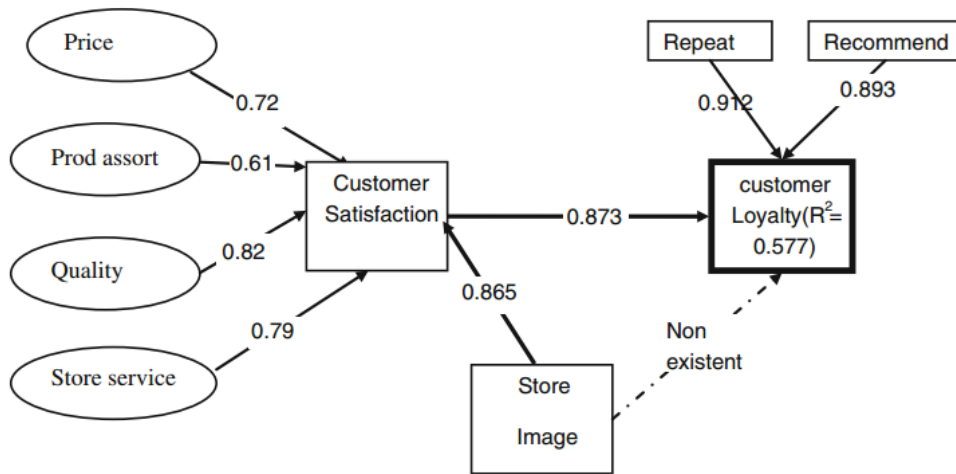 Price
Repeat
Recommend
0.72
0.912
0.893
Prod assort
0.61
Customer
Satisfaction
customer
Loyalty(R²=
0.577)
0.873
Quality
0.82
0.865
Store service
0.79
Non
existent
Store
Image